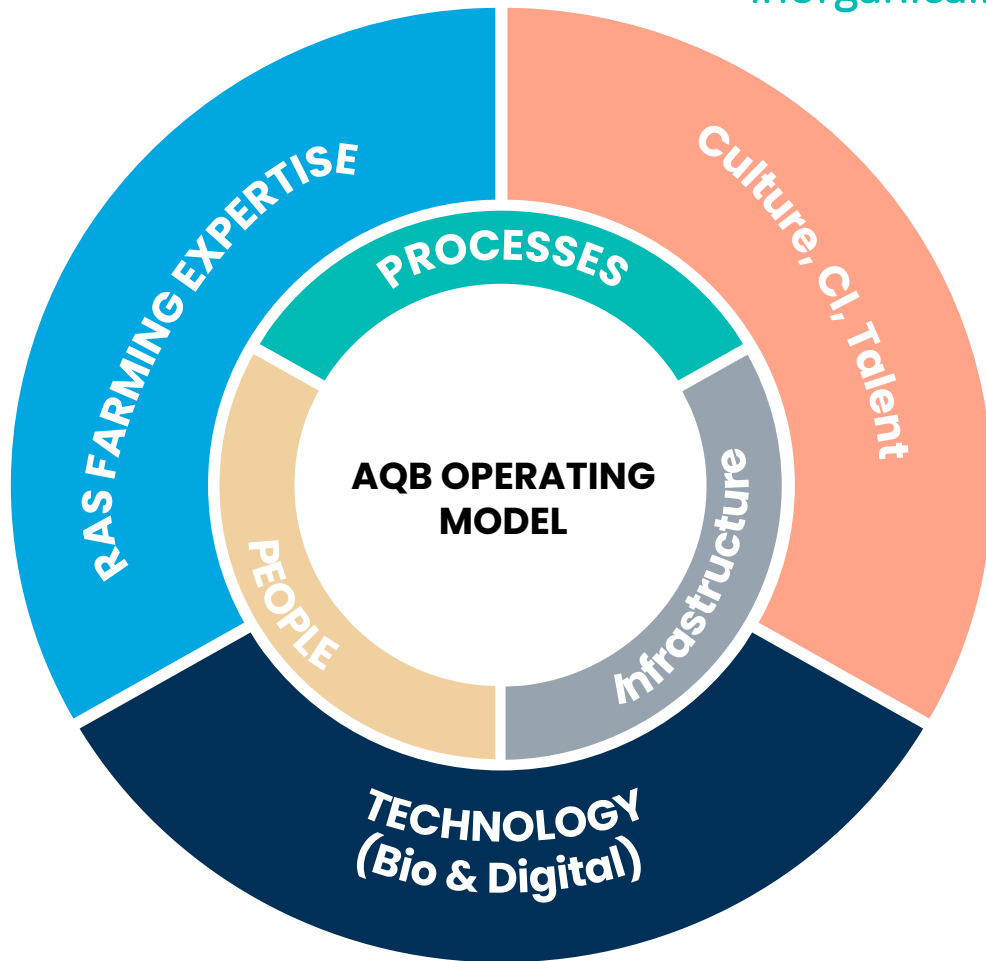 RAS FARMING EXPERTISE
Culture, CI, Talent
PROCESSES
PEOPLE
Infrastructure
AQB OPERATING
MODEL
TECHNOLOGY
(Bio & Digital)